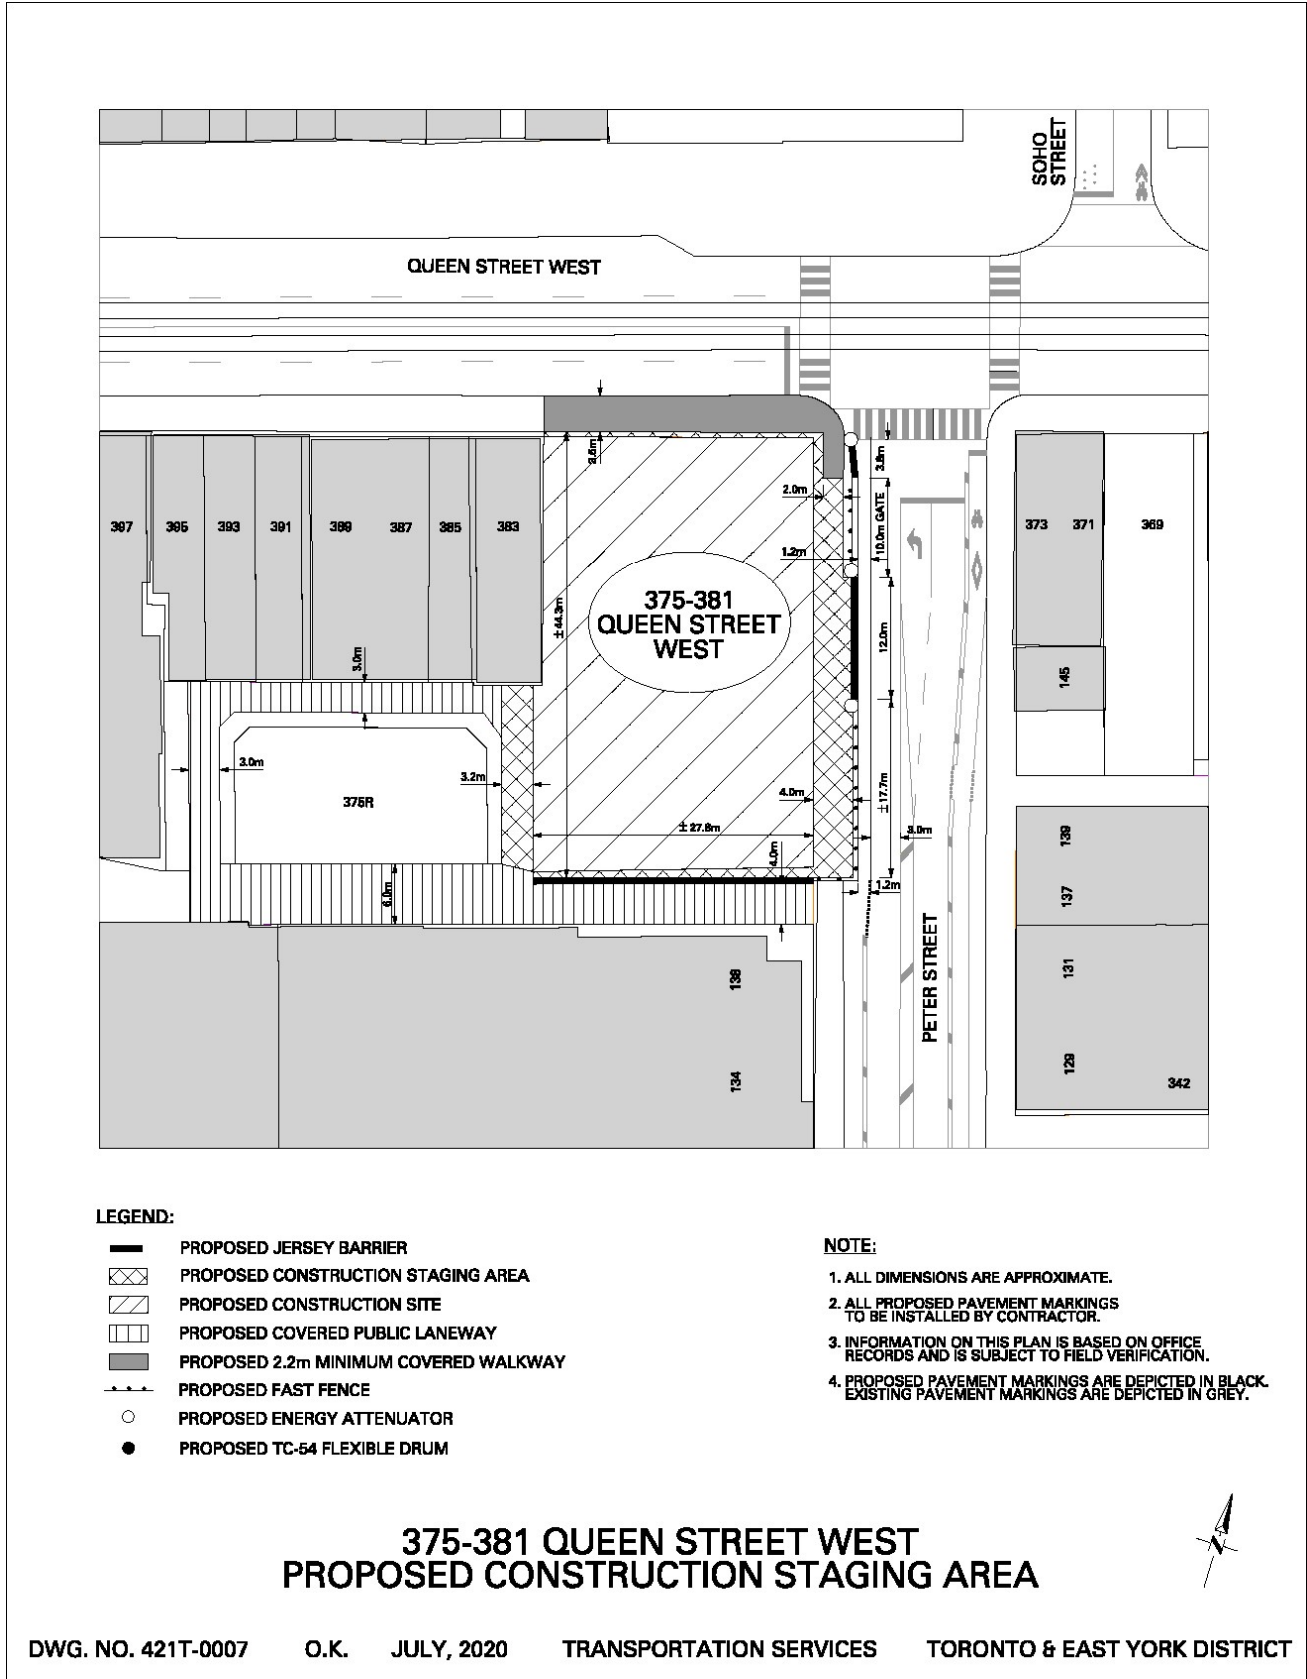 SOHO
STREET
QUEEN STREET WEST
2.5m
3.8m
2.0m
10.0m GATE
397
395
393
391
389
387
385
383
373
371
369
1.2m
375-381
QUEEN STREET
WEST
±44.3m
12.0m
3.0m
145
3.0m
3.2m
375R
4.0m
±17.7m
±27.8m
3.0m
139
4.0m
1.2m
6.0m
137
PETER STREET
138
131
134
129
342
LEGEND:
PROPOSED JERSEY BARRIER
PROPOSED CONSTRUCTION STAGING AREA
PROPOSED CONSTRUCTION SITE
PROPOSED COVERED PUBLIC LANEWAY
PROPOSED 2.2m MINIMUM COVERED WALKWAY
PROPOSED FAST FENCE
PROPOSED ENERGY ATTENUATOR
PROPOSED TC-54 FLEXIBLE DRUM
NOTE:
1. ALL DIMENSIONS ARE APPROXIMATE.
2. ALL PROPOSED PAVEMENT MARKINGS
TO BE INSTALLED BY CONTRACTOR.
3. INFORMATION ON THIS PLAN IS BASED ON OFFICE
RECORDS AND IS SUBJECT TO FIELD VERIFICATION.
4. PROPOSED PAVEMENT MARKINGS ARE DEPICTED IN BLACK.
EXISTING PAVEMENT MARKINGS ARE DEPICTED IN GREY.
N
375-381 QUEEN STREET WEST
PROPOSED CONSTRUCTION STAGING AREA
DWG. NO. 421T-0007 O.K. JULY, 2020 TRANSPORTATION SERVICES TORONTO & EAST YORK DISTRICT